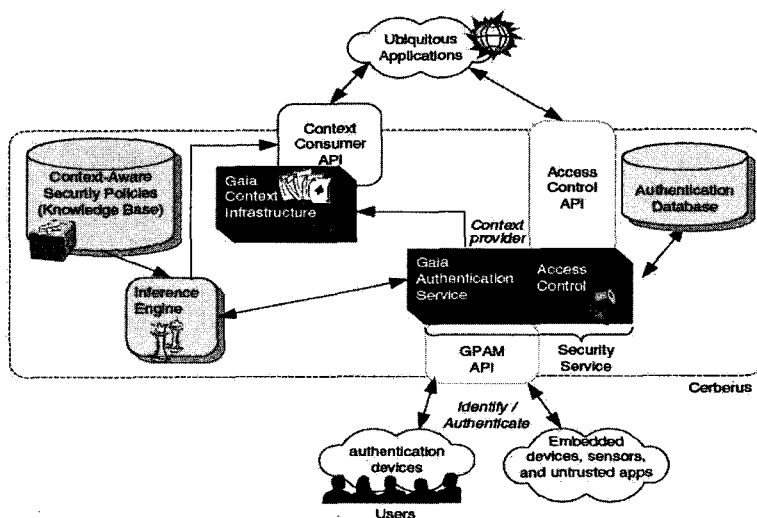 Ubiquitous
Applications
Context
Consumer
API
Context-Aware
Security Policies
(Knowledge Base)
Gaia
Context
Infrastructure
Access
Control
API
Authentication
Database
Context
provider
Gaia
Authentication
Service
Access
Control
Inference
Engine
GPAM
API
Security
Service
Cerberus
Identify /
Authenticate
authentication
devices
Embedded
devices, sensors,
and untrusted apps
Users